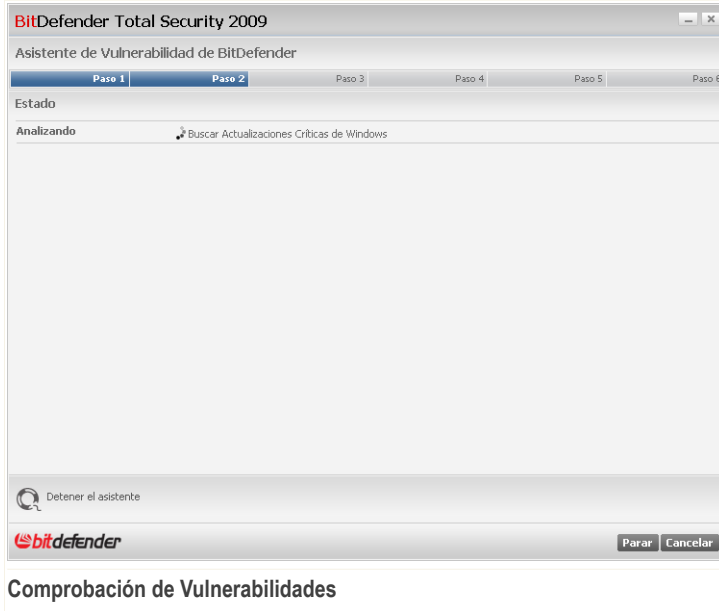 BitDefender Total Security 2009
Asistente de Vulnerabilidad de BitDefender
Paso 1 Paso 2 Paso 3 Paso 4 Paso 5 Paso 6
Estado
Analizando Buscar Actualizaciones Críticas de Windows
Detener el asistente
bitdefender Parar Cancelar
Comprobación de Vulnerabilidades